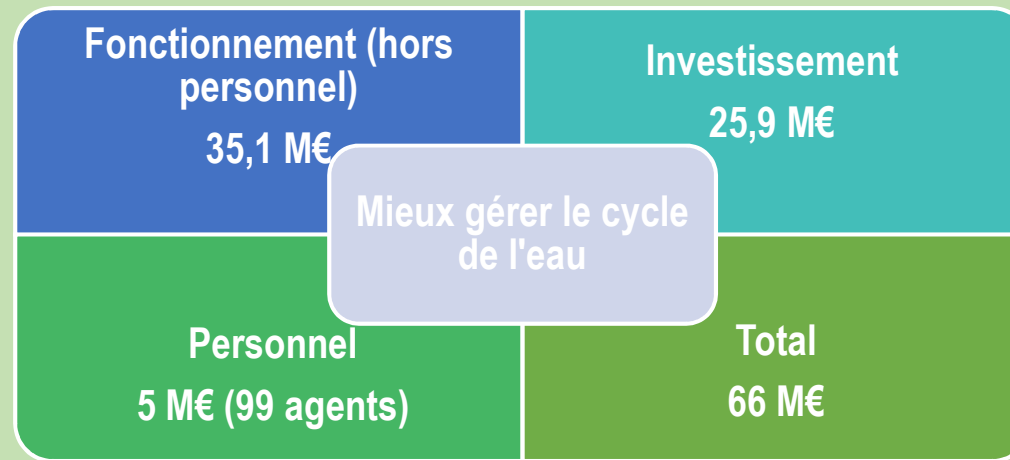 Fonctionnement (hors
personnel)
35,1 M€
Investissement
25,9 M€
Mieux gérer le cycle
de l'eau
Personnel
5 M€ (99 agents)
Total
66 M€